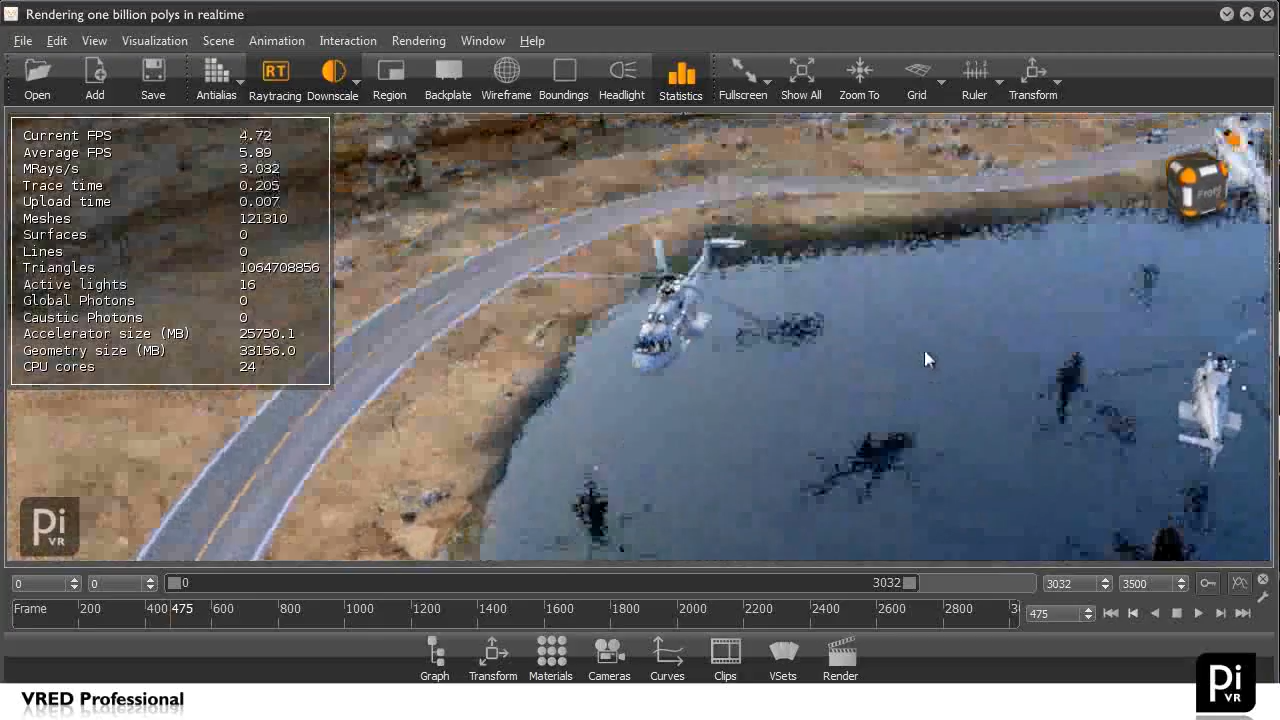 Rendering one billion polys in realtime
File Edit View Visualization Scene Animation Interaction Rendering Window Help
RT
Open Add Save Antialias Raytracing Downscale Region Backplate Wireframe Boundings Headlight Statistics Fullscreen Show All Zoom To Grid Ruler Transform
Current FPS 4.72
Average FPS 5.89
MRays/s 3.082
Trace time 0.205
Upload time 0.007
Meshes 121310
Surfaces 0
Lines 0
Triangles 1064708856
Active lights 16
Global Photons 0
Caustic Photons 0
Accelerator size (MB) 25750.1
Geometry size (MB) 33156.0
CPU cores 24
Front
Pi
VR
0 0 0 3032 3032 3500
Frame 200 400 475 600 800 1000 1200 1400 1600 1800 2000 2200 2400 2600 2800 475
Graph Transform Materials Cameras Curves Clips VSets Render
VRED Professional
Pi
VR